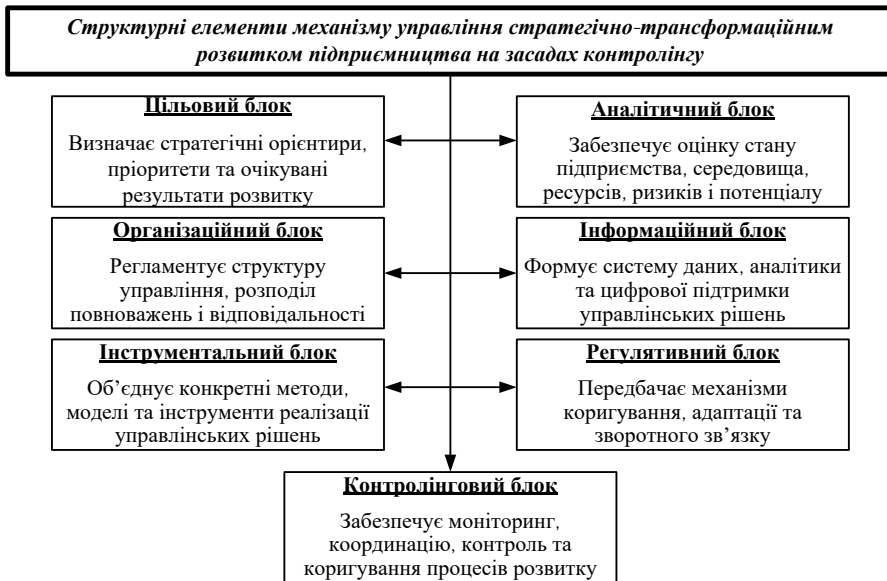 Структурні елементи механізму управління стратегічно-трансформаційним
розвитком підприємництва на засадах контролінгу
Цільовий блок
Визначає стратегічні орієнтири,
пріоритети та очікувані
результати розвитку
Аналітичний блок
Забезпечує оцінку стану
підприємства, середовища,
ресурсів, ризиків і потенціалу
Організаційний блок
Регламентує структуру
управління, розподіл
повноважень і відповідальності
Інформаційний блок
Формує систему даних, аналітики
та цифрової підтримки
управлінських рішень
Інструментальний блок
Об’єднує конкретні методи,
моделі та інструменти реалізації
управлінських рішень
Регулятивний блок
Передбачає механізми
коригування, адаптації та
зворотного зв’язку
Контролінговий блок
Забезпечує моніторинг,
координацію, контроль та
коригування процесів розвитку